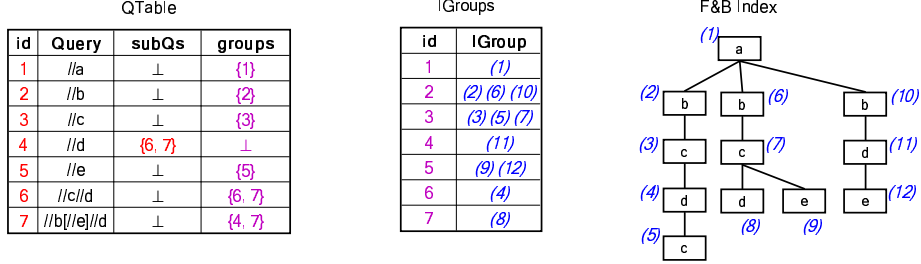 QTable
id Query subQs groups
1 //a ⊥ {1}
2 //b ⊥ {2}
3 //c ⊥ {3}
4 //d {6, 7} ⊥
5 //e ⊥ {5}
6 //c//d ⊥ {6, 7}
7 //b[//e]//d ⊥ {4, 7}
IGroups
id IGroup
1 (1)
2 (2) (6) (10)
3 (3) (5) (7)
4 (11)
5 (9) (12)
6 (4)
7 (8)
F&B Index
(1) a
(2) b b (6) b (10)
(3) c c (7) d (11)
(4) d d e e (12)
(8) (9)
(5) c